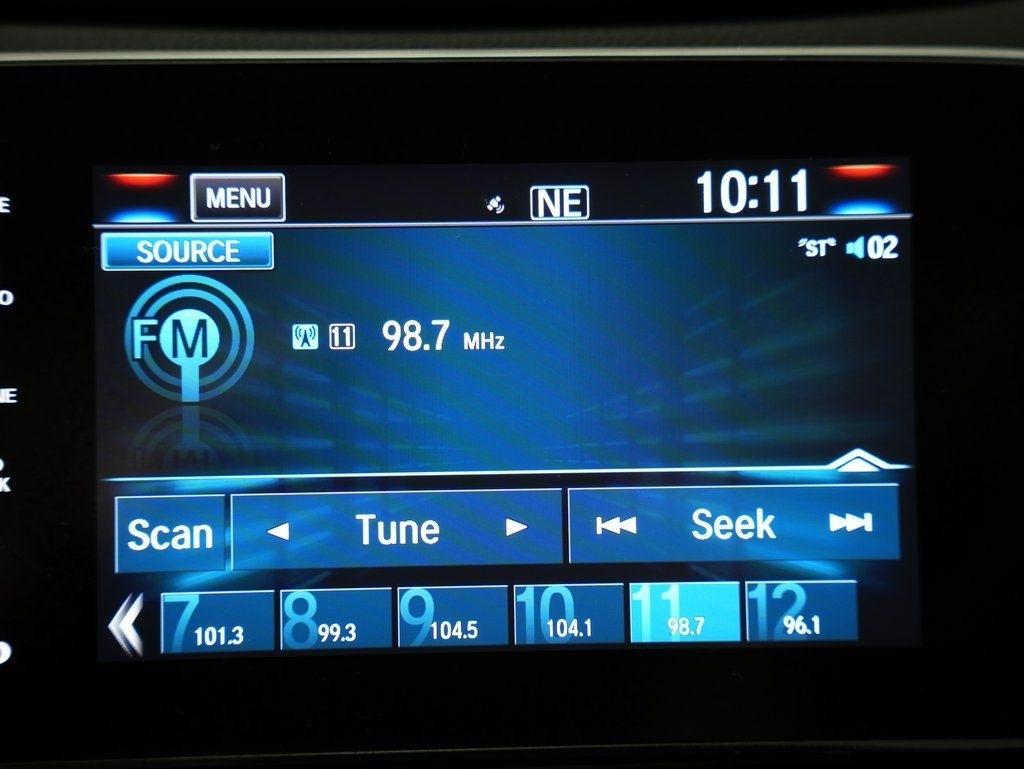 MENU NE 10:11
SOURCE "ST" 02
FM 11 98.7 MHz
Scan Tune Seek
7 101.3 8 99.3 9 104.5 10 104.1 11 98.7 12 96.1